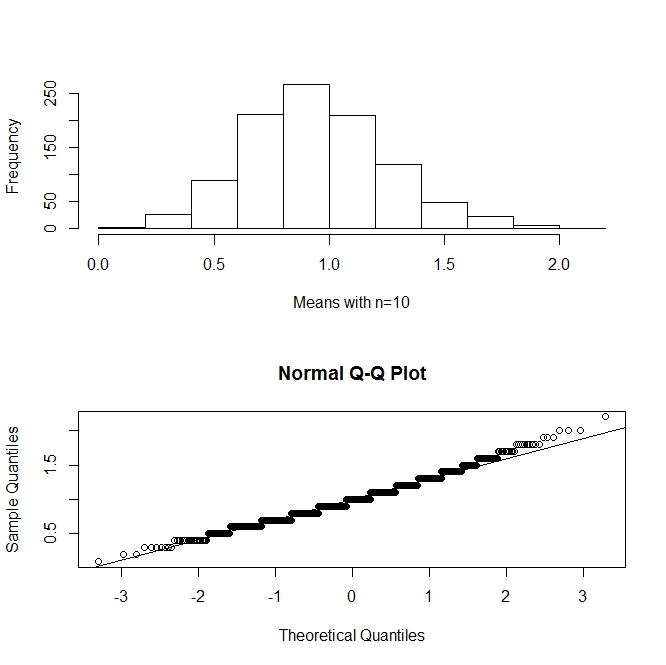 Frequency
250
150
50
0
0.0 0.5 1.0 1.5 2.0
Means with n=10
Normal Q-Q Plot
Sample Quantiles
1.5
0.5
-3 -2 -1 0 1 2 3
Theoretical Quantiles